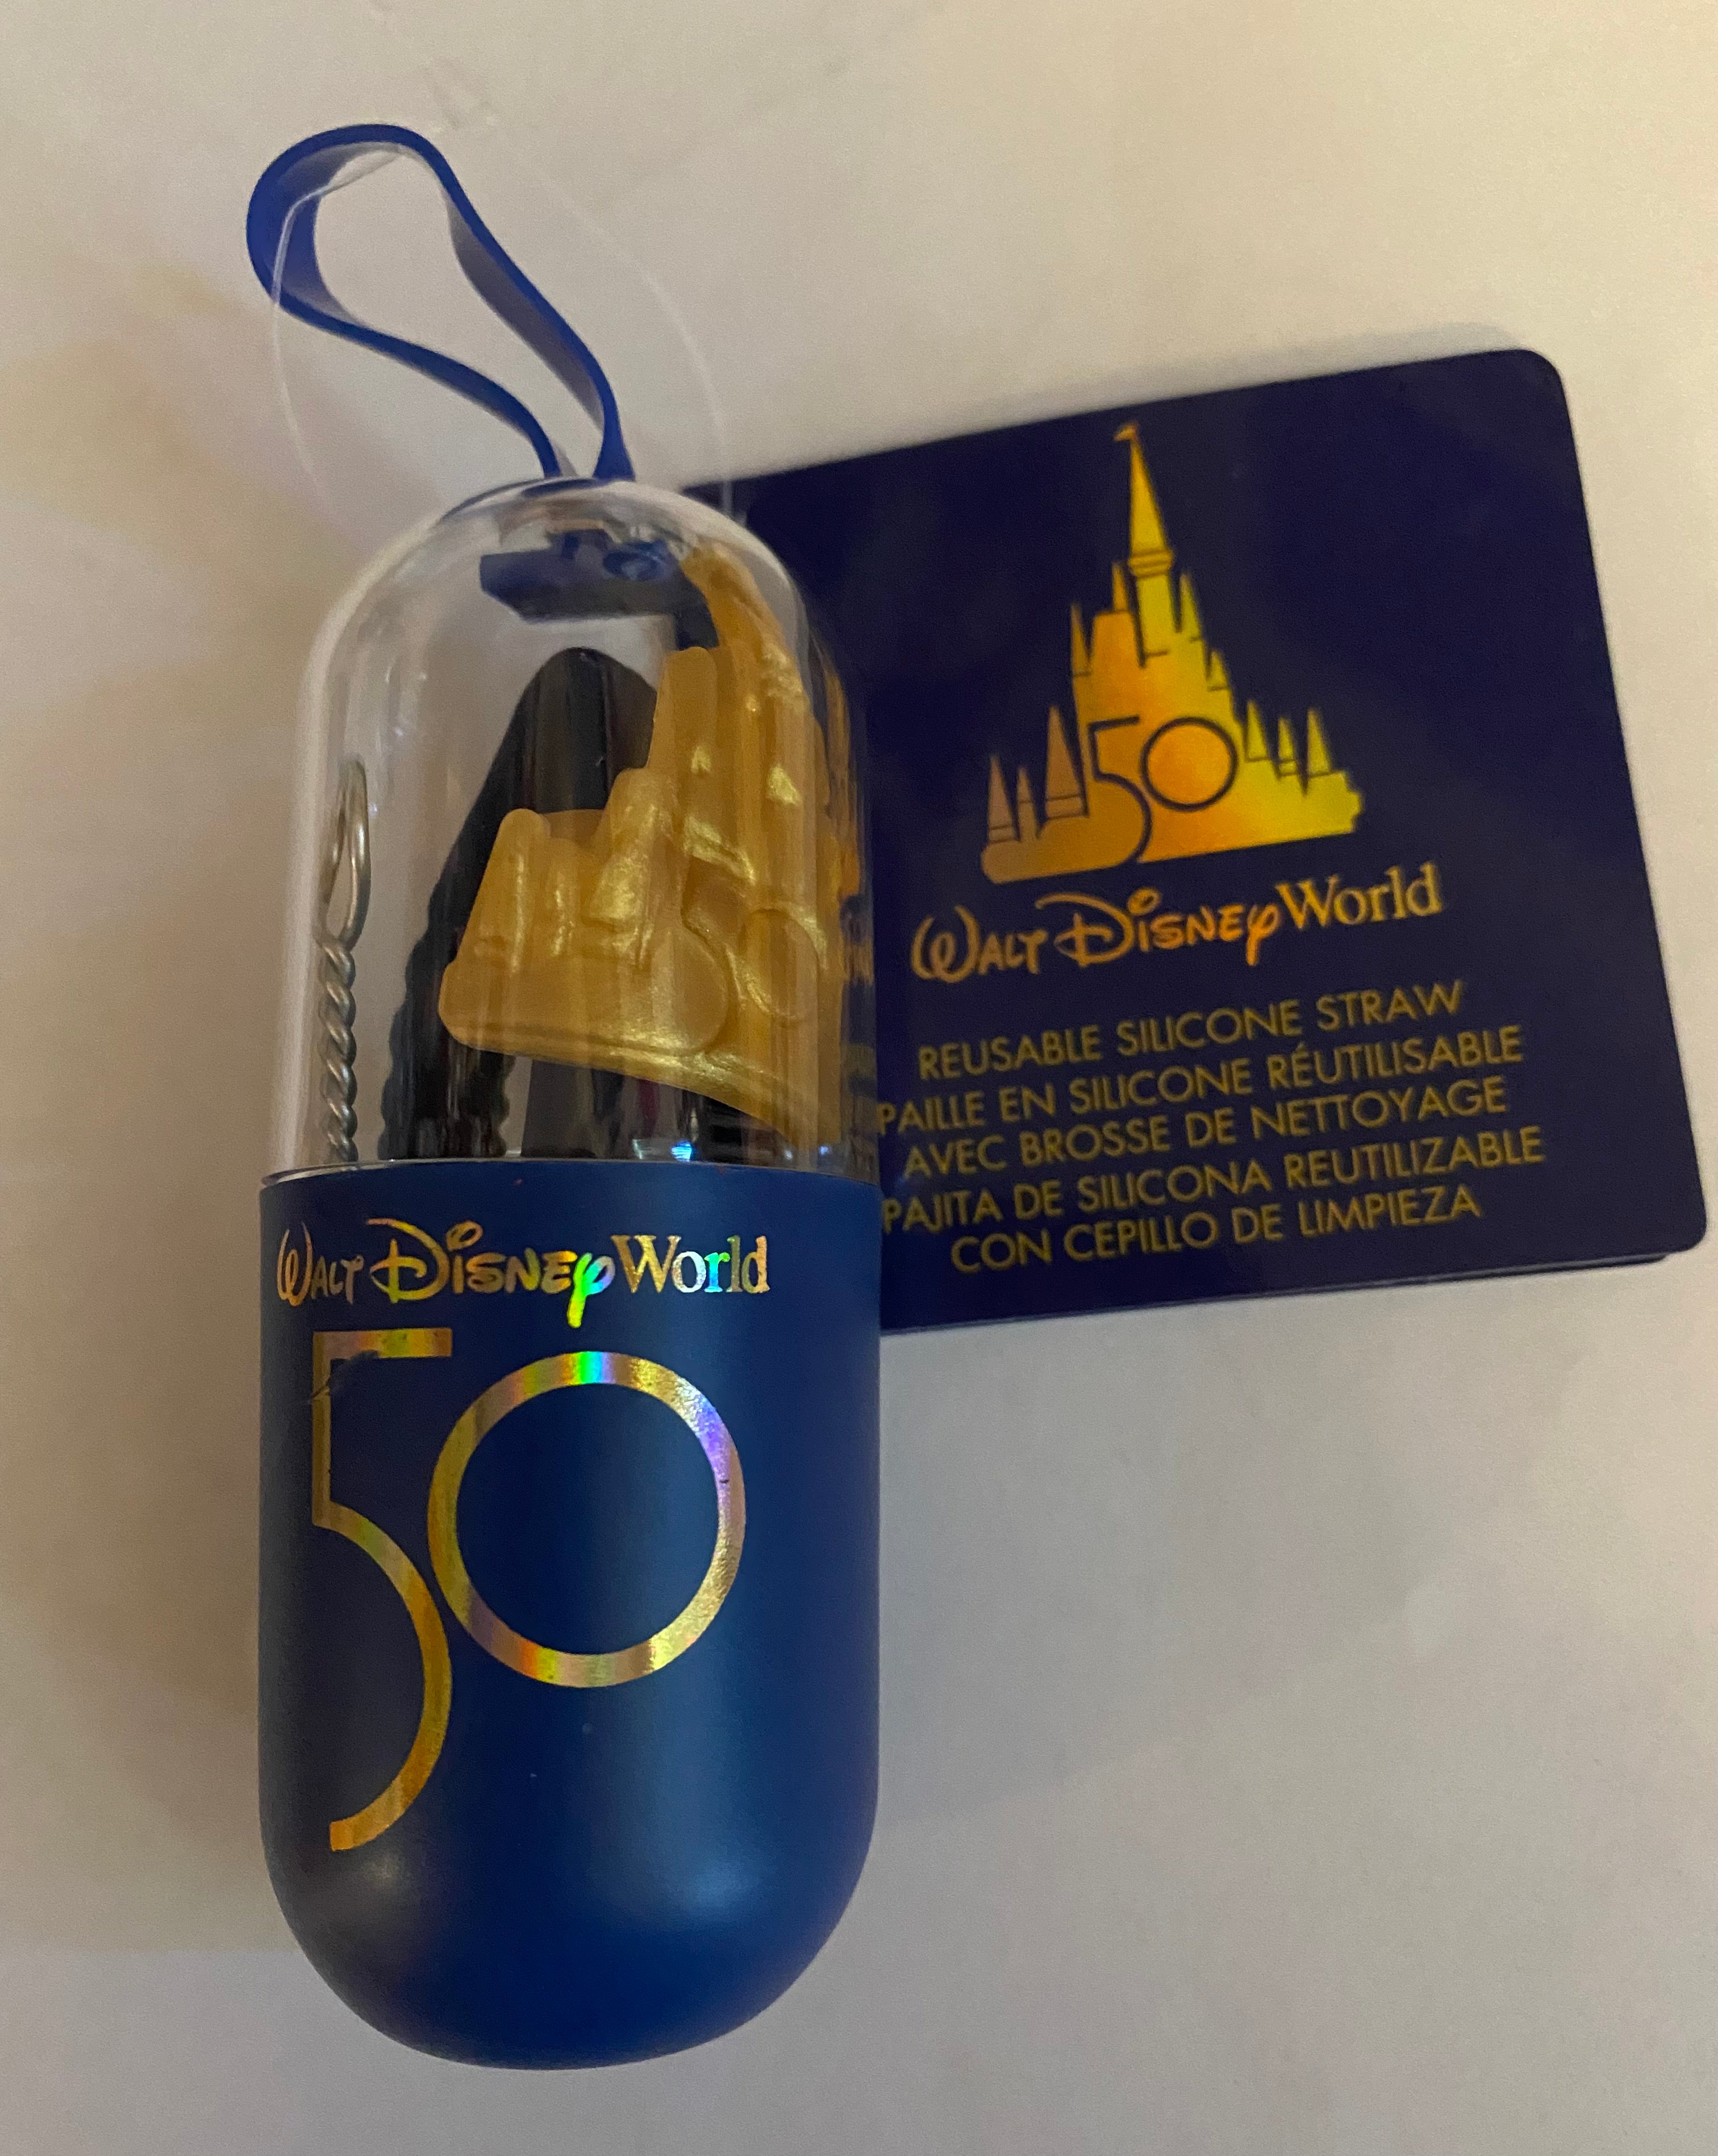 50
WALT DISNEY World
REUSABLE SILICONE STRAW
PAILLE EN SILICONE RÉUTILISABLE
AVEC BROSSE DE NETTOYAGE
PAJITA DE SILICONA REUTILIZABLE
CON CEPILLO DE LIMPIEZA
50
WALT DISNEY World
50